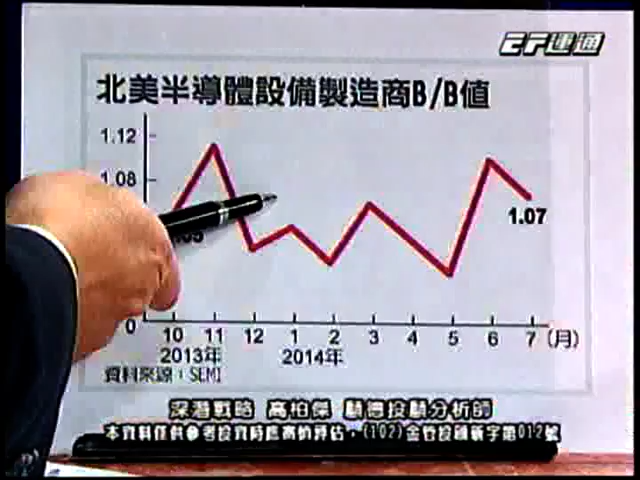 EF運通
北美半導體設備製造商B/B值
1.12
1.08
1.07
0
10 11 12 1 2 3 4 5 6 7 (月)
2013年 2014年
資料來源：SEMI
深潛戰略 高柏傑 顧德投顧分析師
本資料僅供參考投資時應審慎評估，(102)金管投顧新字第012號